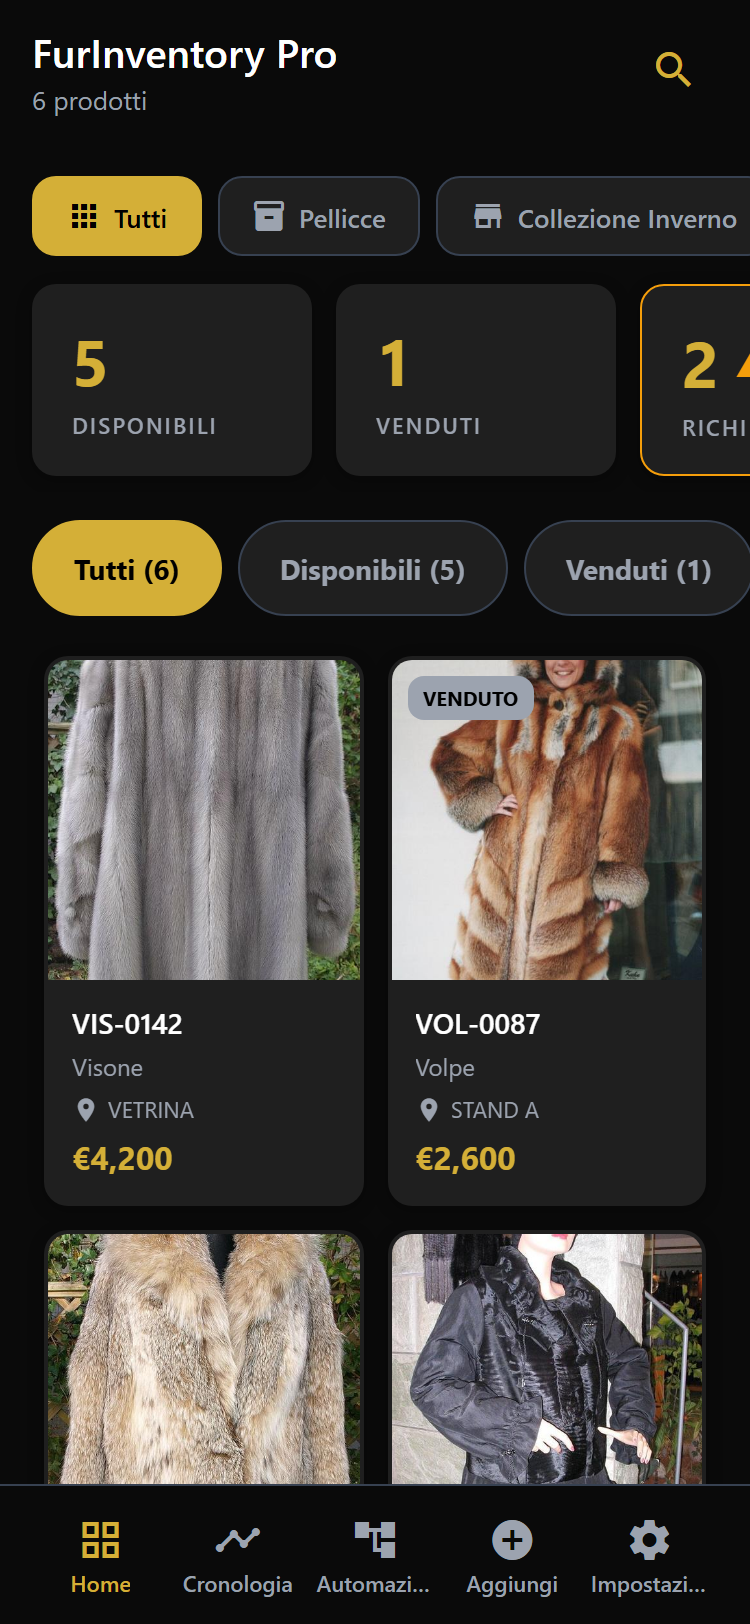 FurInventory Pro
6 prodotti
Tutti
Pellicce
Collezione Inverno
5
DISPONIBILI
1
VENDUTI
2
RICHI
Tutti (6)
Disponibili (5)
Venduti (1)
VENDUTO
VIS-0142
Visone
VETRINA
€4,200
VOL-0087
Volpe
STAND A
€2,600
Home
Cronologia
Automazi...
Aggiungi
Impostazi...